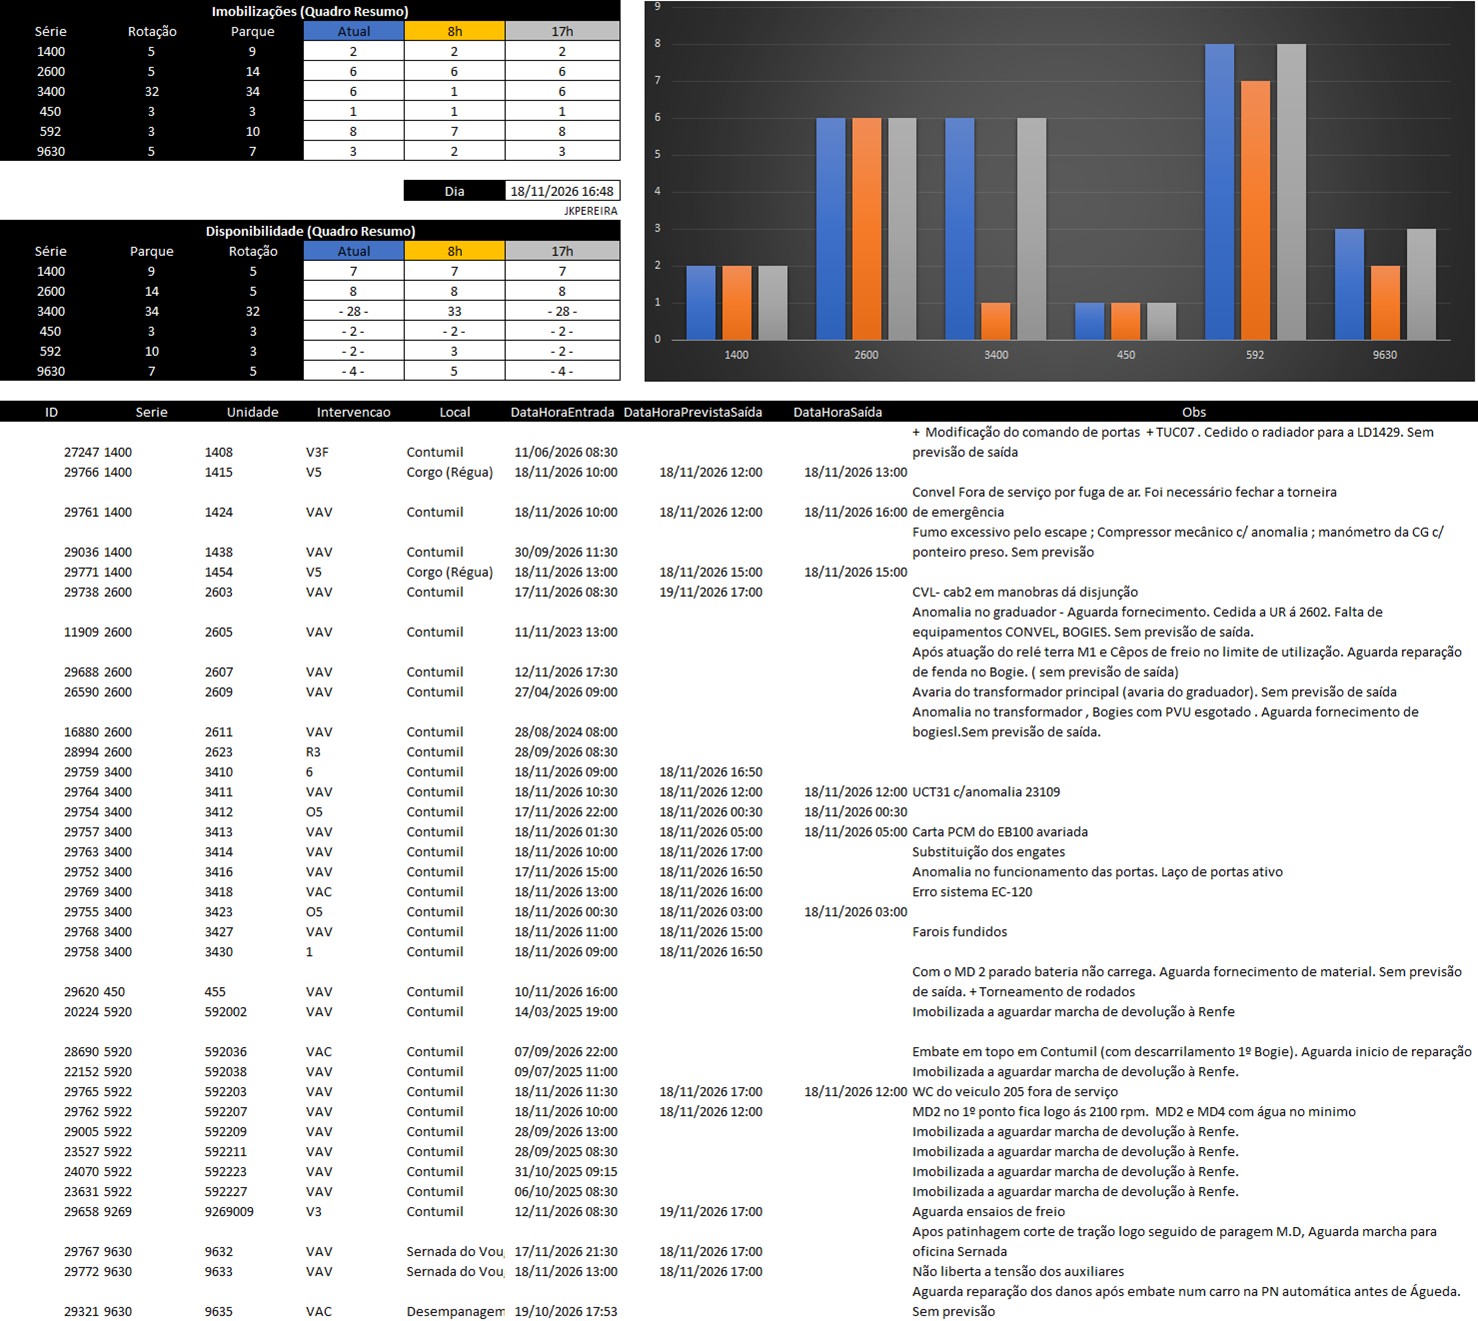 Imobilizações (Quadro Resumo)
Série Rotação Parque Atual 8h 17h
1400 5 9 2 2 2
2600 5 14 6 6 6
3400 32 34 6 1 6
450 3 3 1 1 1
592 3 10 8 7 8
9630 5 7 3 2 3
Dia 18/11/2026 16:48
JKPEREIRA
Disponibilidade (Quadro Resumo)
Série Parque Rotação Atual 8h 17h
1400 9 5 7 7 7
2600 14 5 8 8 8
3400 34 32 - 28 - 33 - 28 -
450 3 3 - 2 - - 2 - - 2 -
592 10 3 - 2 - 3 - 2 -
9630 7 5 - 4 - 5 - 4 -
9
8
7
6
5
4
3
2
1
0
1400 2600 3400 450 592 9630
ID Serie Unidade Intervencao Local DataHoraEntrada DataHoraPrevistaSaída DataHoraSaída Obs
+ Modificação do comando de portas + TUC07 . Cedido o radiador para a LD1429. Sem
27247 1400 1408 V3F Contumil 11/06/2026 08:30 previsão de saída
29766 1400 1415 V5 Corgo (Régua) 18/11/2026 10:00 18/11/2026 12:00 18/11/2026 13:00
Convel Fora de serviço por fuga de ar. Foi necessário fechar a torneira
29761 1400 1424 VAV Contumil 18/11/2026 10:00 18/11/2026 12:00 18/11/2026 16:00 de emergência
Fumo excessivo pelo escape ; Compressor mecânico c/ anomalia ; manómetro da CG c/
29036 1400 1438 VAV Contumil 30/09/2026 11:30 ponteiro preso. Sem previsão
29771 1400 1454 V5 Corgo (Régua) 18/11/2026 13:00 18/11/2026 15:00 18/11/2026 15:00
29738 2600 2603 VAV Contumil 17/11/2026 08:30 19/11/2026 17:00 CVL- cab2 em manobras dá disjunção
Anomalia no graduador - Aguarda fornecimento. Cedida a UR á 2602. Falta de
11909 2600 2605 VAV Contumil 11/11/2023 13:00 equipamentos CONVEL, BOGIES. Sem previsão de saída.
Após atuação do relé terra M1 e Cêpos de freio no limite de utilização. Aguarda reparação
29688 2600 2607 VAV Contumil 12/11/2026 17:30 de fenda no Bogie. ( sem previsão de saída)
26590 2600 2609 VAV Contumil 27/04/2026 09:00 Avaria do transformador principal (avaria do graduador). Sem previsão de saída
Anomalia no transformador , Bogies com PVU esgotado . Aguarda fornecimento de
16880 2600 2611 VAV Contumil 28/08/2024 08:00 bogiesl.Sem previsão de saída.
28994 2600 2623 R3 Contumil 28/09/2026 08:30
29759 3400 3410 6 Contumil 18/11/2026 09:00 18/11/2026 16:50
29764 3400 3411 VAV Contumil 18/11/2026 10:30 18/11/2026 12:00 18/11/2026 12:00 UCT31 c/anomalia 23109
29754 3400 3412 O5 Contumil 17/11/2026 22:00 18/11/2026 00:30 18/11/2026 00:30
29757 3400 3413 VAV Contumil 18/11/2026 01:30 18/11/2026 05:00 18/11/2026 05:00 Carta PCM do EB100 avariada
29763 3400 3414 VAV Contumil 18/11/2026 10:00 18/11/2026 17:00 Substituição dos engates
29752 3400 3416 VAV Contumil 17/11/2026 15:00 18/11/2026 16:50 Anomalia no funcionamento das portas. Laço de portas ativo
29769 3400 3418 VAC Contumil 18/11/2026 13:00 18/11/2026 16:00 Erro sistema EC-120
29755 3400 3423 O5 Contumil 18/11/2026 00:30 18/11/2026 03:00 18/11/2026 03:00
29768 3400 3427 VAV Contumil 18/11/2026 11:00 18/11/2026 15:00 Farois fundidos
29758 3400 3430 1 Contumil 18/11/2026 09:00 18/11/2026 16:50
Com o MD 2 parado bateria não carrega. Aguarda fornecimento de material. Sem previsão
29620 450 455 VAV Contumil 10/11/2026 16:00 de saída. + Torneamento de rodados
20224 5920 592002 VAV Contumil 14/03/2025 19:00 Imobilizada a aguardar marcha de devolução à Renfe
28690 5920 592036 VAC Contumil 07/09/2026 22:00 Embate em topo em Contumil (com descarrilamento 1º Bogie). Aguarda inicio de reparação
22152 5920 592038 VAV Contumil 09/07/2025 11:00 Imobilizada a aguardar marcha de devolução à Renfe.
29765 5922 592203 VAV Contumil 18/11/2026 11:30 18/11/2026 17:00 18/11/2026 12:00 WC do veiculo 205 fora de serviço
29762 5922 592207 VAV Contumil 18/11/2026 10:00 18/11/2026 12:00 MD2 no 1º ponto fica logo ás 2100 rpm. MD2 e MD4 com água no minimo
29005 5922 592209 VAV Contumil 28/09/2026 13:00 Imobilizada a aguardar marcha de devolução à Renfe.
23527 5922 592211 VAV Contumil 28/09/2025 08:30 Imobilizada a aguardar marcha de devolução à Renfe.
24070 5922 592223 VAV Contumil 31/10/2025 09:15 Imobilizada a aguardar marcha de devolução à Renfe.
23631 5922 592227 VAV Contumil 06/10/2025 08:30 Imobilizada a aguardar marcha de devolução à Renfe.
29658 9269 9269009 V3 Contumil 12/11/2026 08:30 19/11/2026 17:00 Aguarda ensaios de freio
Apos patinhagem corte de tração logo seguido de paragem M.D, Aguarda marcha para
29767 9630 9632 VAV Sernada do Vou 17/11/2026 21:30 18/11/2026 17:00 oficina Sernada
29772 9630 9633 VAV Sernada do Vou 18/11/2026 13:00 18/11/2026 17:00 Não liberta a tensão dos auxiliares
Aguarda reparação dos danos após embate num carro na PN automática antes de Águeda.
29321 9630 9635 VAC Desempanagem 19/10/2026 17:53 Sem previsão